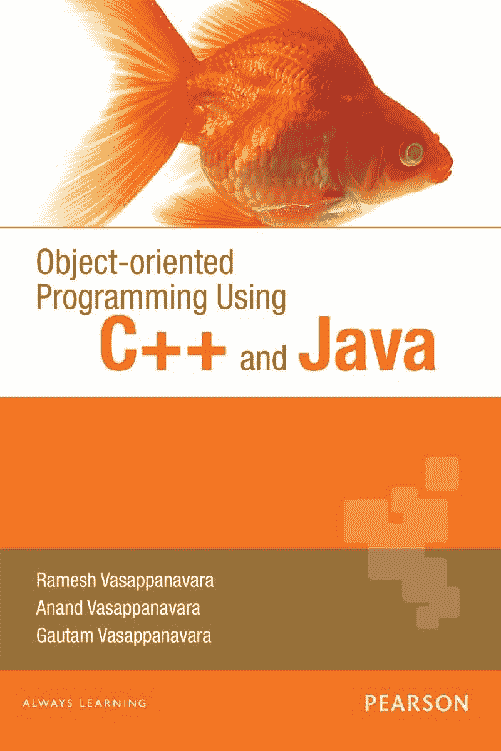 Object-oriented
Programming Using
C++ and Java
Ramesh Vasappanavara
Anand Vasappanavara
Gautam Vasappanavara
ALWAYS LEARNING
PEARSON